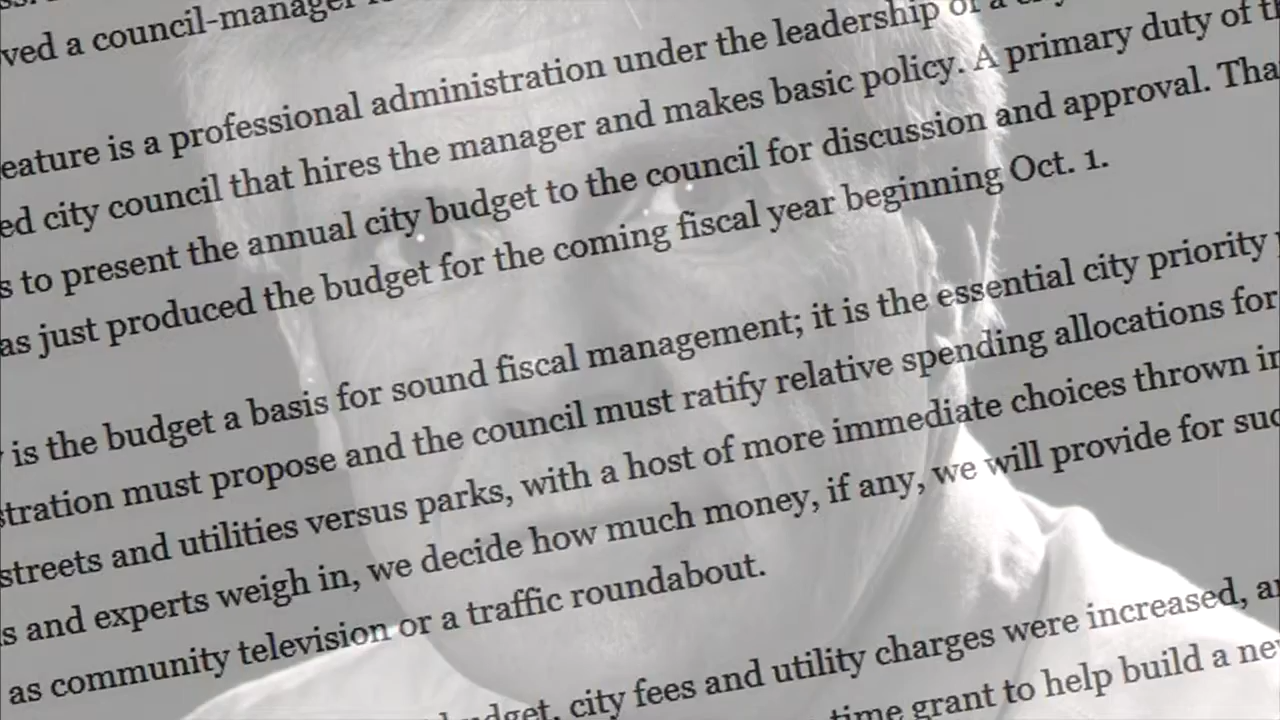 ved a council-manager
eature is a professional administration under the leadership of a
ed city council that hires the manager and makes basic policy. A primary duty of
s to present the annual city budget to the council for discussion and approval. Tha
as just produced the budget for the coming fiscal year beginning Oct. 1.
is the budget a basis for sound fiscal management; it is the essential city priority
stration must propose and the council must ratify relative spending allocations for
streets and utilities versus parks, with a host of more immediate choices thrown in
s and experts weigh in, we decide how much money, if any, we will provide for suc
as community television or a traffic roundabout.
udget, city fees and utility charges were increased, a
time grant to help build a ne